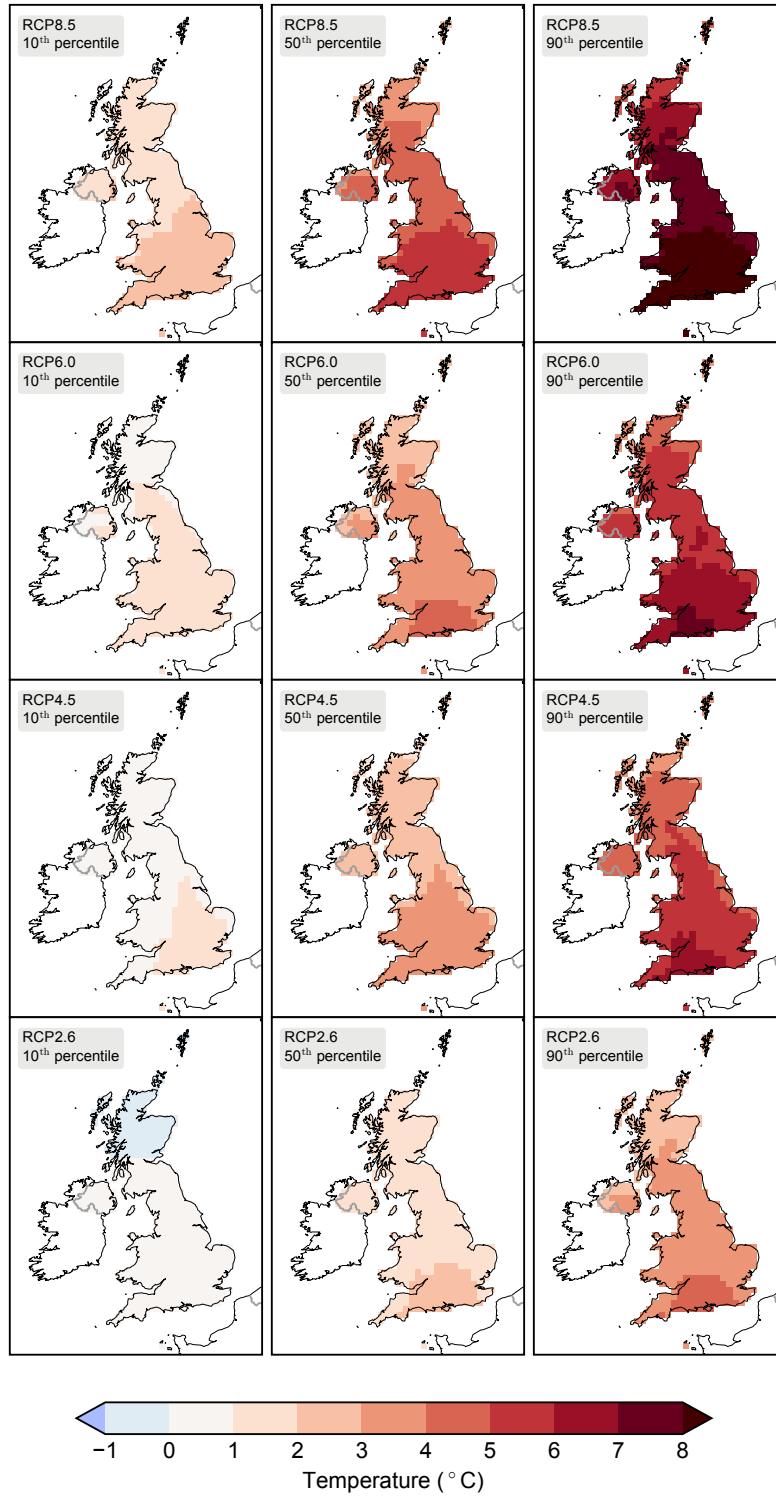 RCP8.5
10th percentile
RCP8.5
50th percentile
RCP8.5
90th percentile
RCP6.0
10th percentile
RCP6.0
50th percentile
RCP6.0
90th percentile
RCP4.5
10th percentile
RCP4.5
50th percentile
RCP4.5
90th percentile
RCP2.6
10th percentile
RCP2.6
50th percentile
RCP2.6
90th percentile
−1 0 1 2 3 4 5 6 7 8
Temperature (°C)